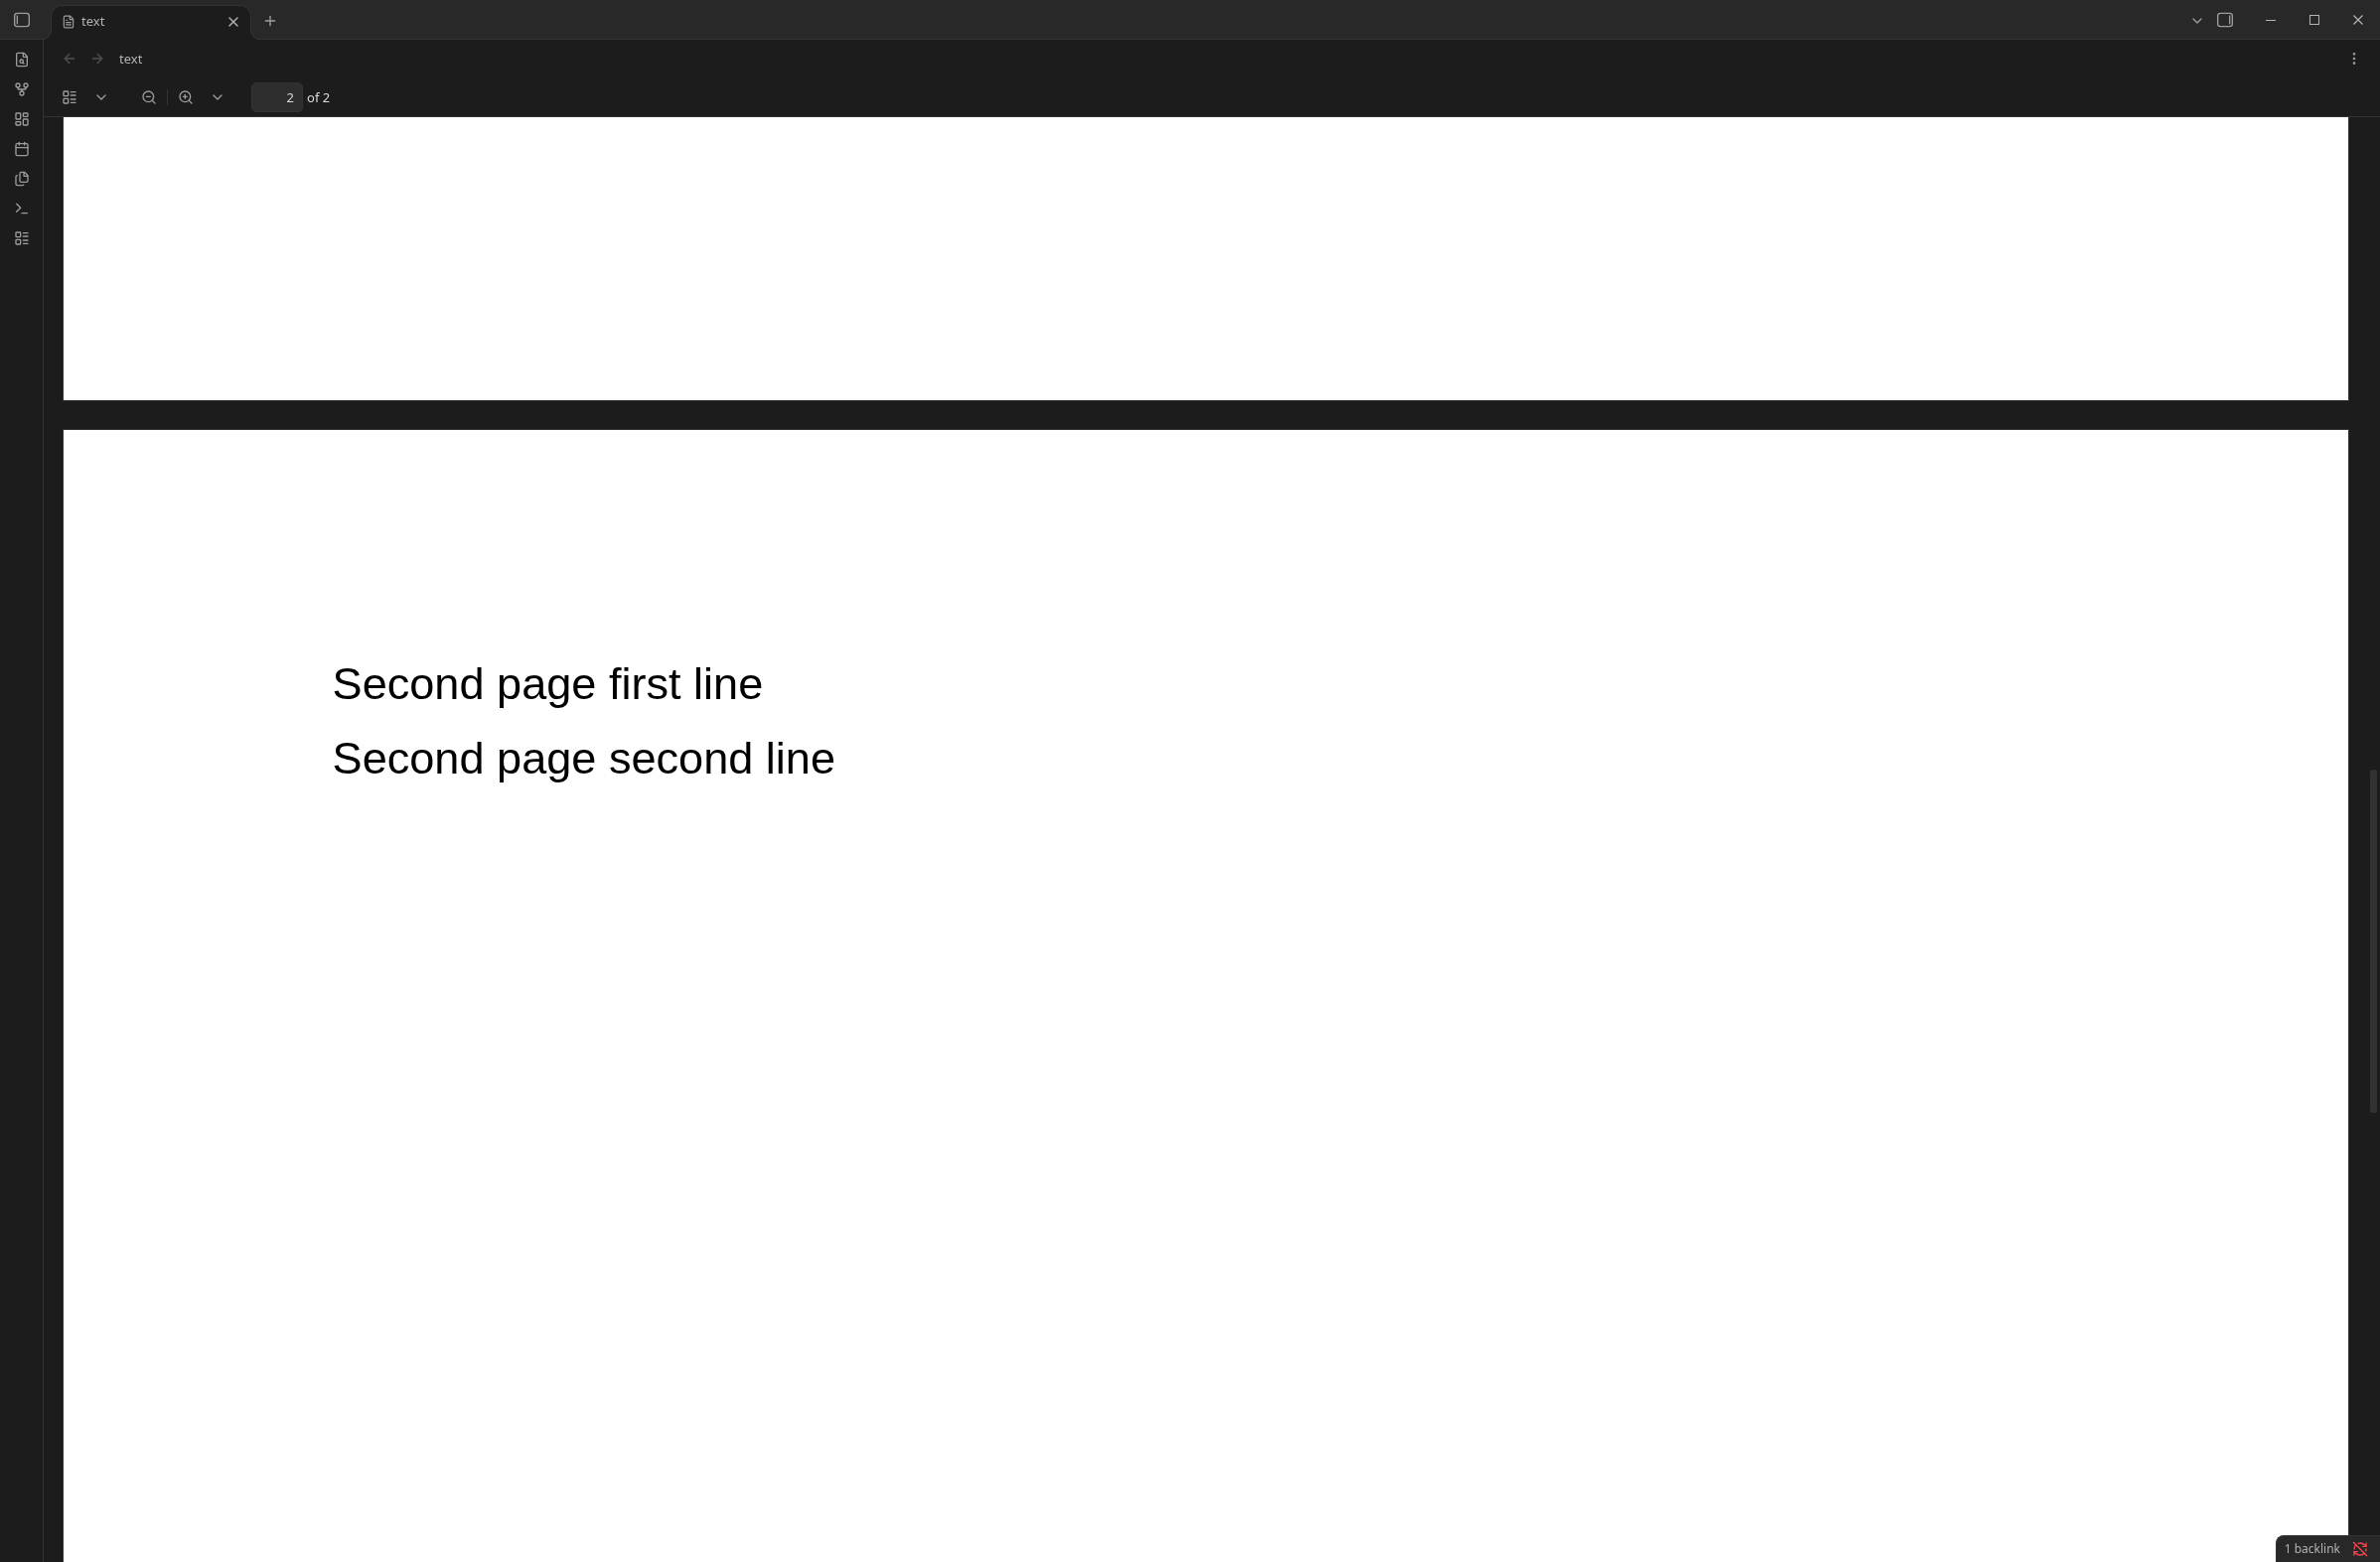 text
text
2 of 2
Second page first line
Second page second line
1 backlink